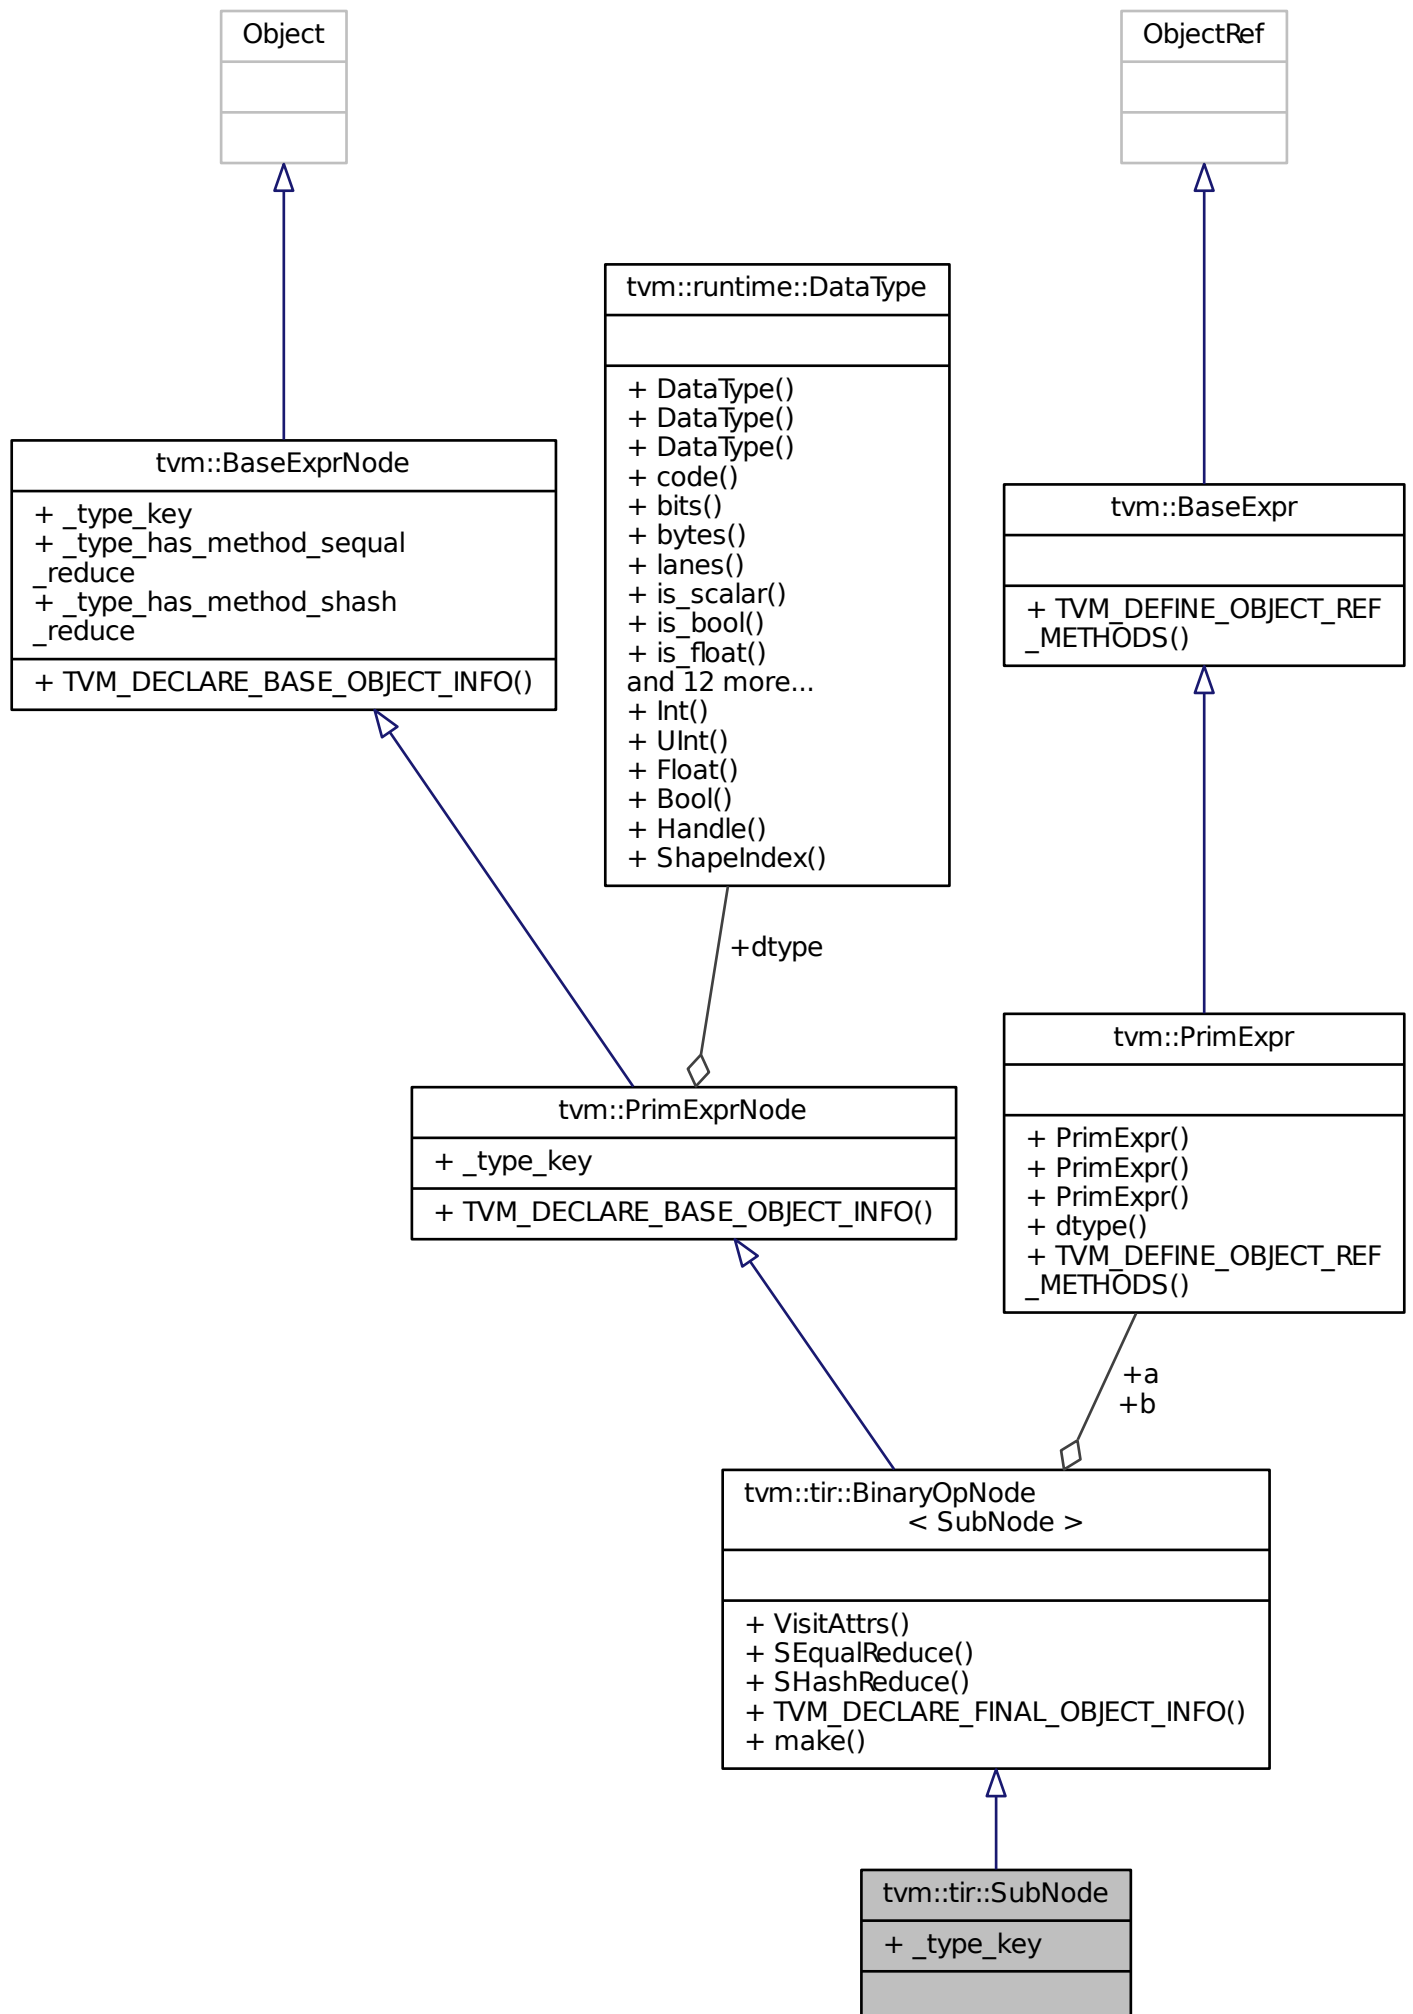 Object
ObjectRef
tvm::runtime::DataType
+ DataType()
+ DataType()
+ DataType()
+ code()
+ bits()
+ bytes()
+ lanes()
+ is_scalar()
+ is_bool()
+ is_float()
and 12 more...
+ Int()
+ UInt()
+ Float()
+ Bool()
+ Handle()
+ ShapeIndex()
tvm::BaseExprNode
+ _type_key
+ _type_has_method_sequal
_reduce
+ _type_has_method_shash
_reduce
+ TVM_DECLARE_BASE_OBJECT_INFO()
tvm::BaseExpr
+ TVM_DEFINE_OBJECT_REF
_METHODS()
+dtype
tvm::PrimExpr
+ PrimExpr()
+ PrimExpr()
+ PrimExpr()
+ dtype()
+ TVM_DEFINE_OBJECT_REF
_METHODS()
tvm::PrimExprNode
+ _type_key
+ TVM_DECLARE_BASE_OBJECT_INFO()
+a
+b
tvm::tir::BinaryOpNode
< SubNode >
+ VisitAttrs()
+ SEqualReduce()
+ SHashReduce()
+ TVM_DECLARE_FINAL_OBJECT_INFO()
+ make()
tvm::tir::SubNode
+ _type_key